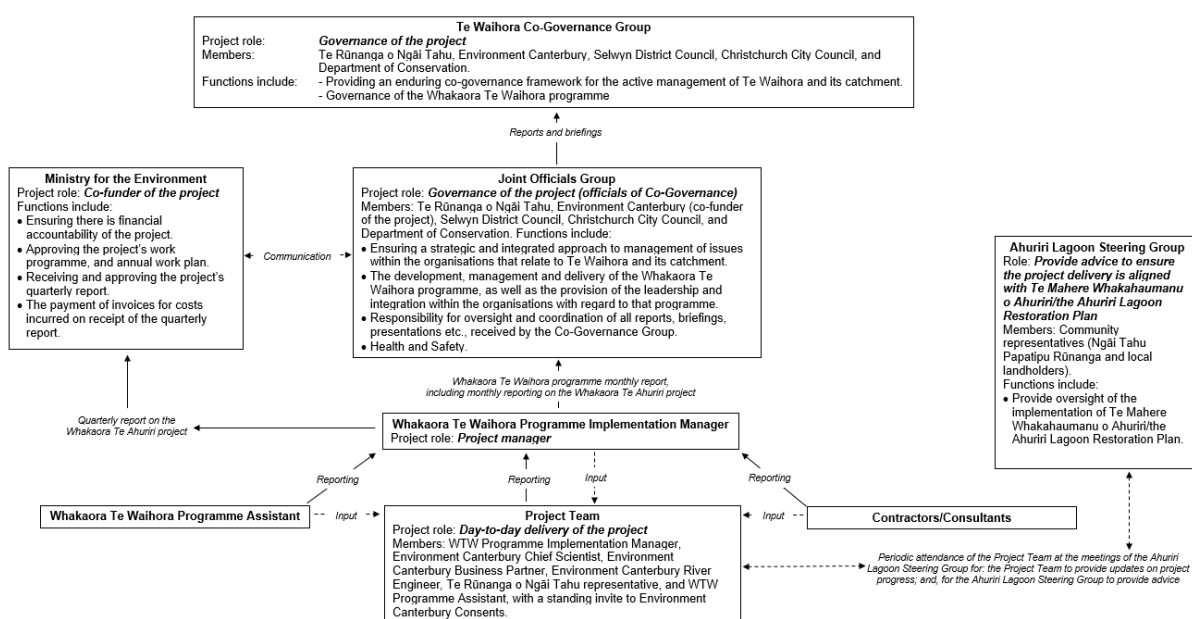 Te Waihora Co-Governance Group
Project role: Governance of the project
Members: Te Rūnanga o Ngāi Tahu, Environment Canterbury, Selwyn District Council, Christchurch City Council, and
Department of Conservation.
Functions include: - Providing an enduring co-governance framework for the active management of Te Waihora and its catchment.
- Governance of the Whakaora Te Waihora programme
Reports and briefings
Ministry for the Environment
Project role: Co-funder of the project
Functions include:
• Ensuring there is financial
accountability of the project.
• Approving the project's work
programme, and annual work plan.
• Receiving and approving the project's
quarterly report.
• The payment of invoices for costs
incurred on receipt of the quarterly
report.
Communication
Joint Officials Group
Project role: Governance of the project (officials of Co-Governance)
Members: Te Rūnanga o Ngāi Tahu, Environment Canterbury (co-funder
of the project), Selwyn District Council, Christchurch City Council, and
Department of Conservation. Functions include:
• Ensuring a strategic and integrated approach to management of issues
within the organisations that relate to Te Waihora and its catchment.
• The development, management and delivery of the Whakaora Te
Waihora programme, as well as the provision of the leadership and
integration within the organisations with regard to that programme.
• Responsibility for oversight and coordination of all reports, briefings,
presentations etc., received by the Co-Governance Group.
• Health and Safety.
Ahuriri Lagoon Steering Group
Role: Provide advice to ensure
the project delivery is aligned
with Te Mahere Whakahaumanu
o Ahuriri/the Ahuriri Lagoon
Restoration Plan
Members: Community
representatives (Ngāi Tahu
Papatipu Rūnanga and local
landholders).
Functions include:
• Provide oversight of the
implementation of Te Mahere
Whakahaumanu o Ahuriri/the
Ahuriri Lagoon Restoration Plan.
Whakaora Te Waihora programme monthly report,
including monthly reporting on the Whakaora Te Ahuriri project
Quarterly report on the
Whakaora Te Ahuriri project
Whakaora Te Waihora Programme Implementation Manager
Project role: Project manager
Reporting
Reporting
Input
Reporting
Whakaora Te Waihora Programme Assistant
Input
Project Team
Project role: Day-to-day delivery of the project
Members: WTW Programme Implementation Manager,
Environment Canterbury Chief Scientist, Environment
Canterbury Business Partner, Environment Canterbury River
Engineer, Te Rūnanga o Ngāi Tahu representative, and WTW
Programme Assistant, with a standing invite to Environment
Canterbury Consents.
Input
Contractors/Consultants
Periodic attendance of the Project Team at the meetings of the Ahuriri
Lagoon Steering Group for: the Project Team to provide updates on project
progress; and, for the Ahuriri Lagoon Steering Group to provide advice